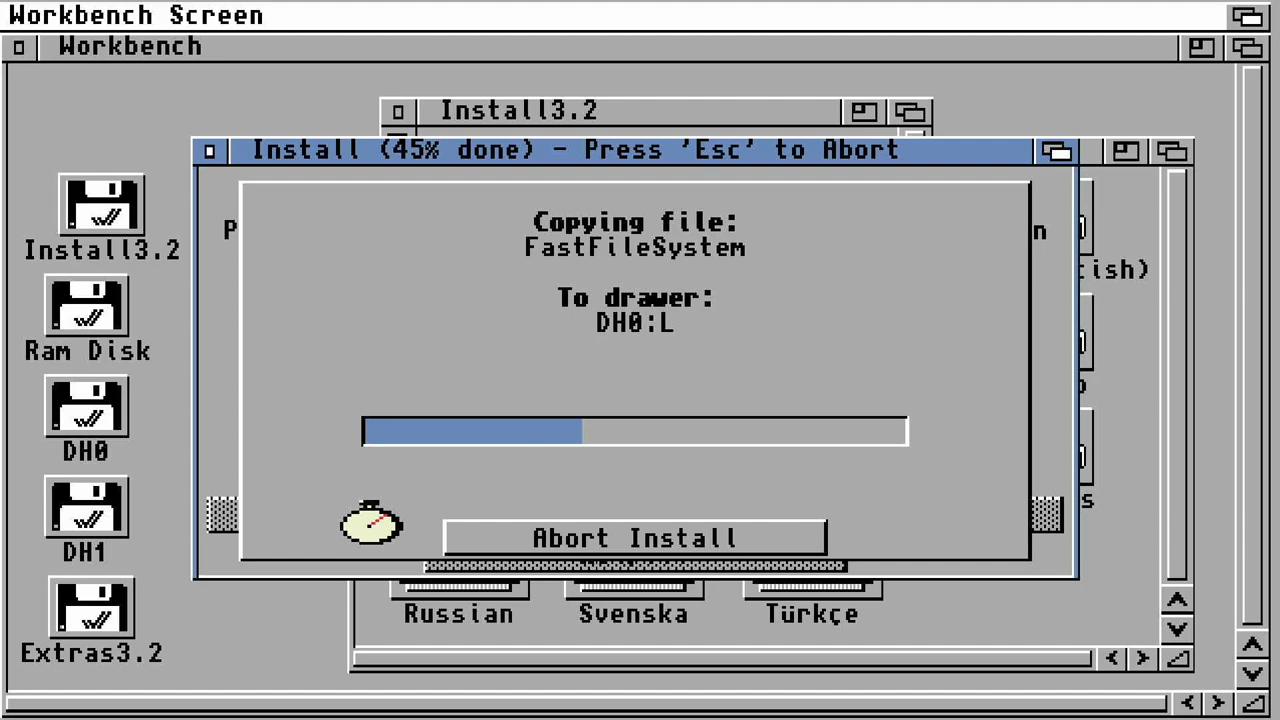 Workbench Screen
Workbench
Install3.2
Install (45% done) - Press 'Esc' to Abort
Install3.2
Ram Disk
DH0
DH1
Extras3.2
P
n
Copying file:
FastFileSystem
To drawer:
DH0:L
Abort Install
ish)
s
Russian
Svenska
Türkçe